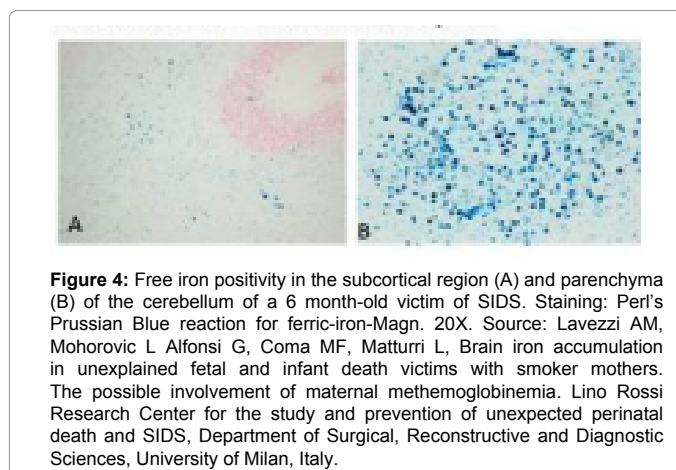 A
B
Figure 4: Free iron positivity in the subcortical region (A) and parenchyma
(B) of the cerebellum of a 6 month-old victim of SIDS. Staining: Perl's
Prussian Blue reaction for ferric-iron-Magn. 20X. Source: Lavezzi AM,
Mohorovic L Alfonsi G, Coma MF, Matturri L, Brain iron accumulation
in unexplained fetal and infant death victims with smoker mothers.
The possible involvement of maternal methemoglobinemia. Lino Rossi
Research Center for the study and prevention of unexpected perinatal
death and SIDS, Department of Surgical, Reconstructive and Diagnostic
Sciences, University of Milan, Italy.